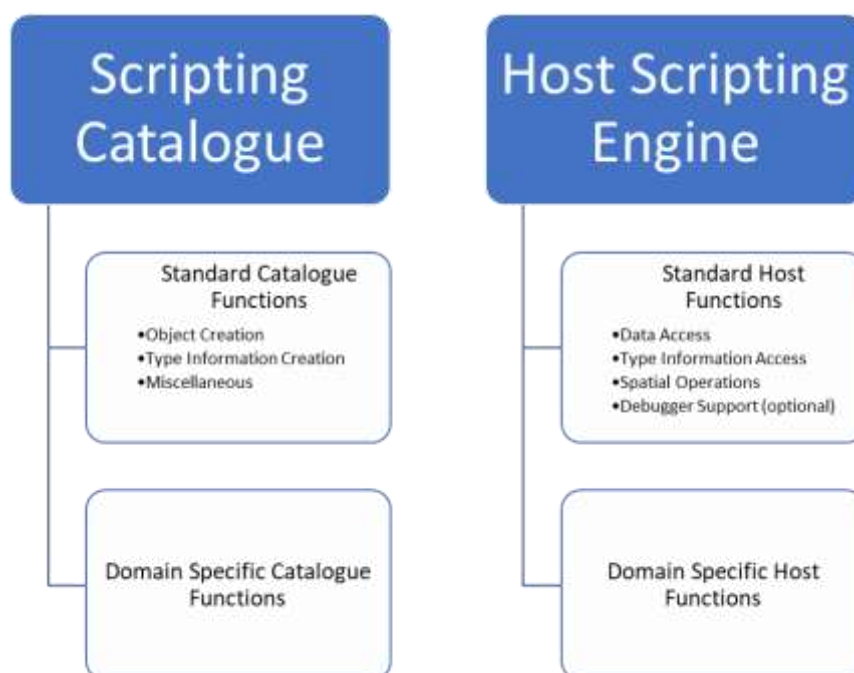 Scripting
Catalogue
Standard Catalogue
Functions
•Object Creation
•Type Information Creation
•Miscellaneous
Domain Specific Catalogue
Functions
Host Scripting
Engine
Standard Host
Functions
•Data Access
•Type Information Access
•Spatial Operations
•Debugger Support (optional)
Domain Specific Host
Functions